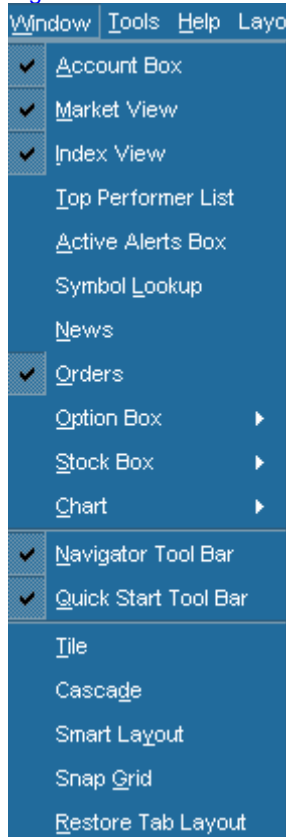 Window Tools Help Layo
Account Box
Market View
Index View
Top Performer List
Active Alerts Box
Symbol Lookup
News
Orders
Option Box
Stock Box
Chart
Navigator Tool Bar
Quick Start Tool Bar
Tile
Cascade
Smart Layout
Snap Grid
Restore Tab Layout